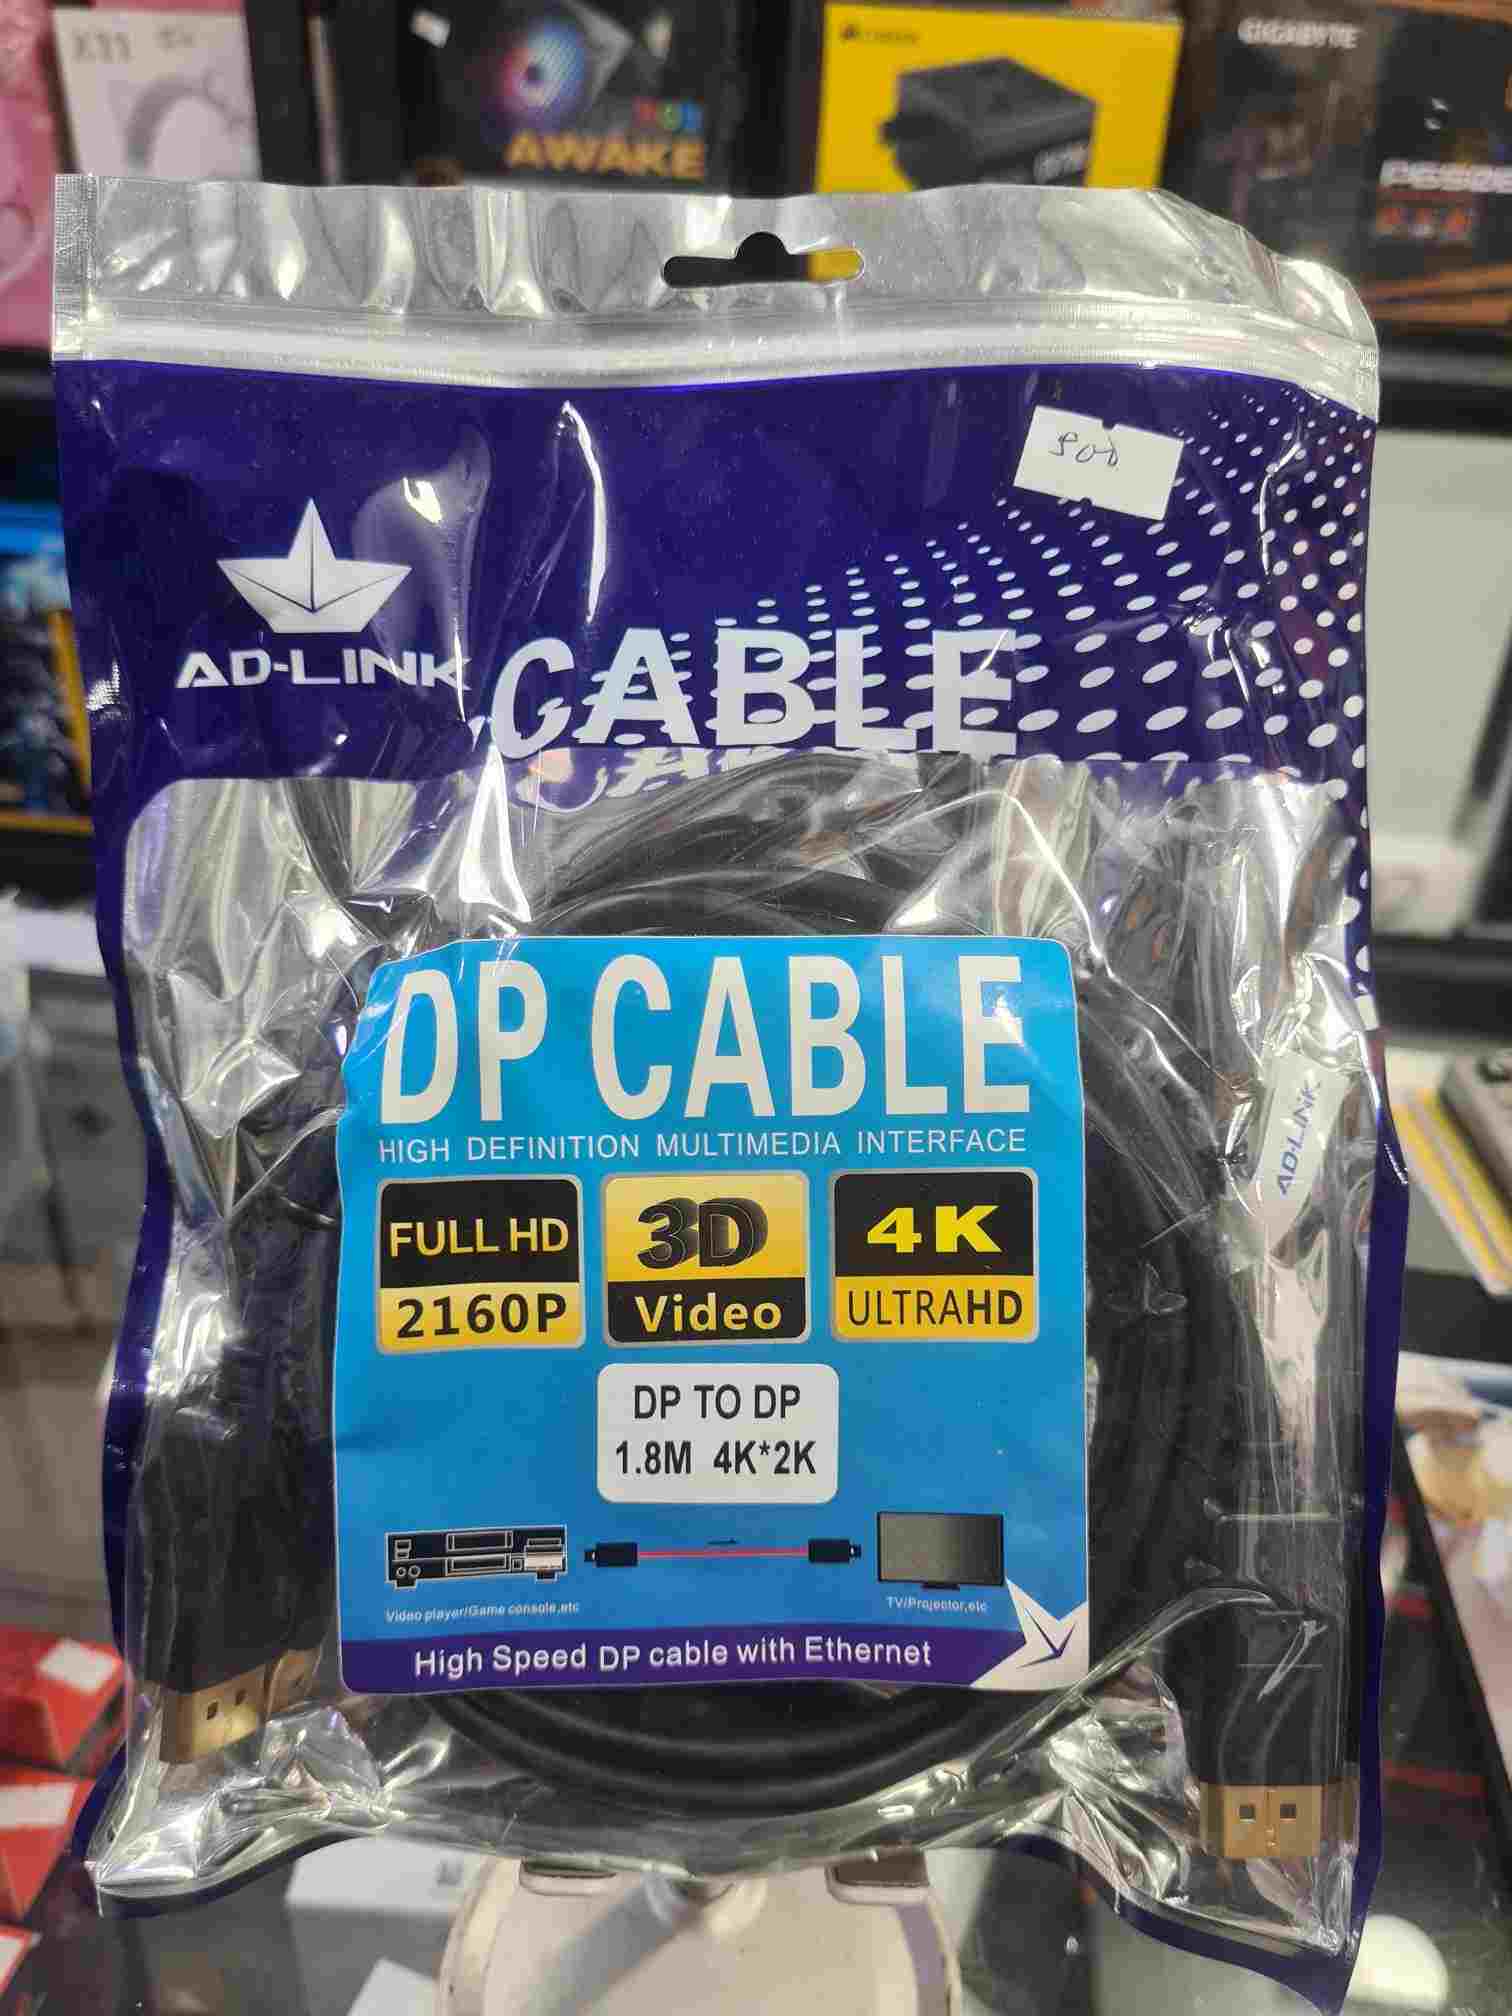 X11
AWAKE
GIGABYTE
AD-LINK
CABLE
DP CABLE
HIGH DEFINITION MULTIMEDIA INTERFACE
FULL HD
2160P
3D
Video
4K
ULTRAHD
AD-LINK
DP TO DP
1.8M 4K*2K
Video player/Game console,etc
TV/Projector,etc
High Speed DP cable with Ethernet